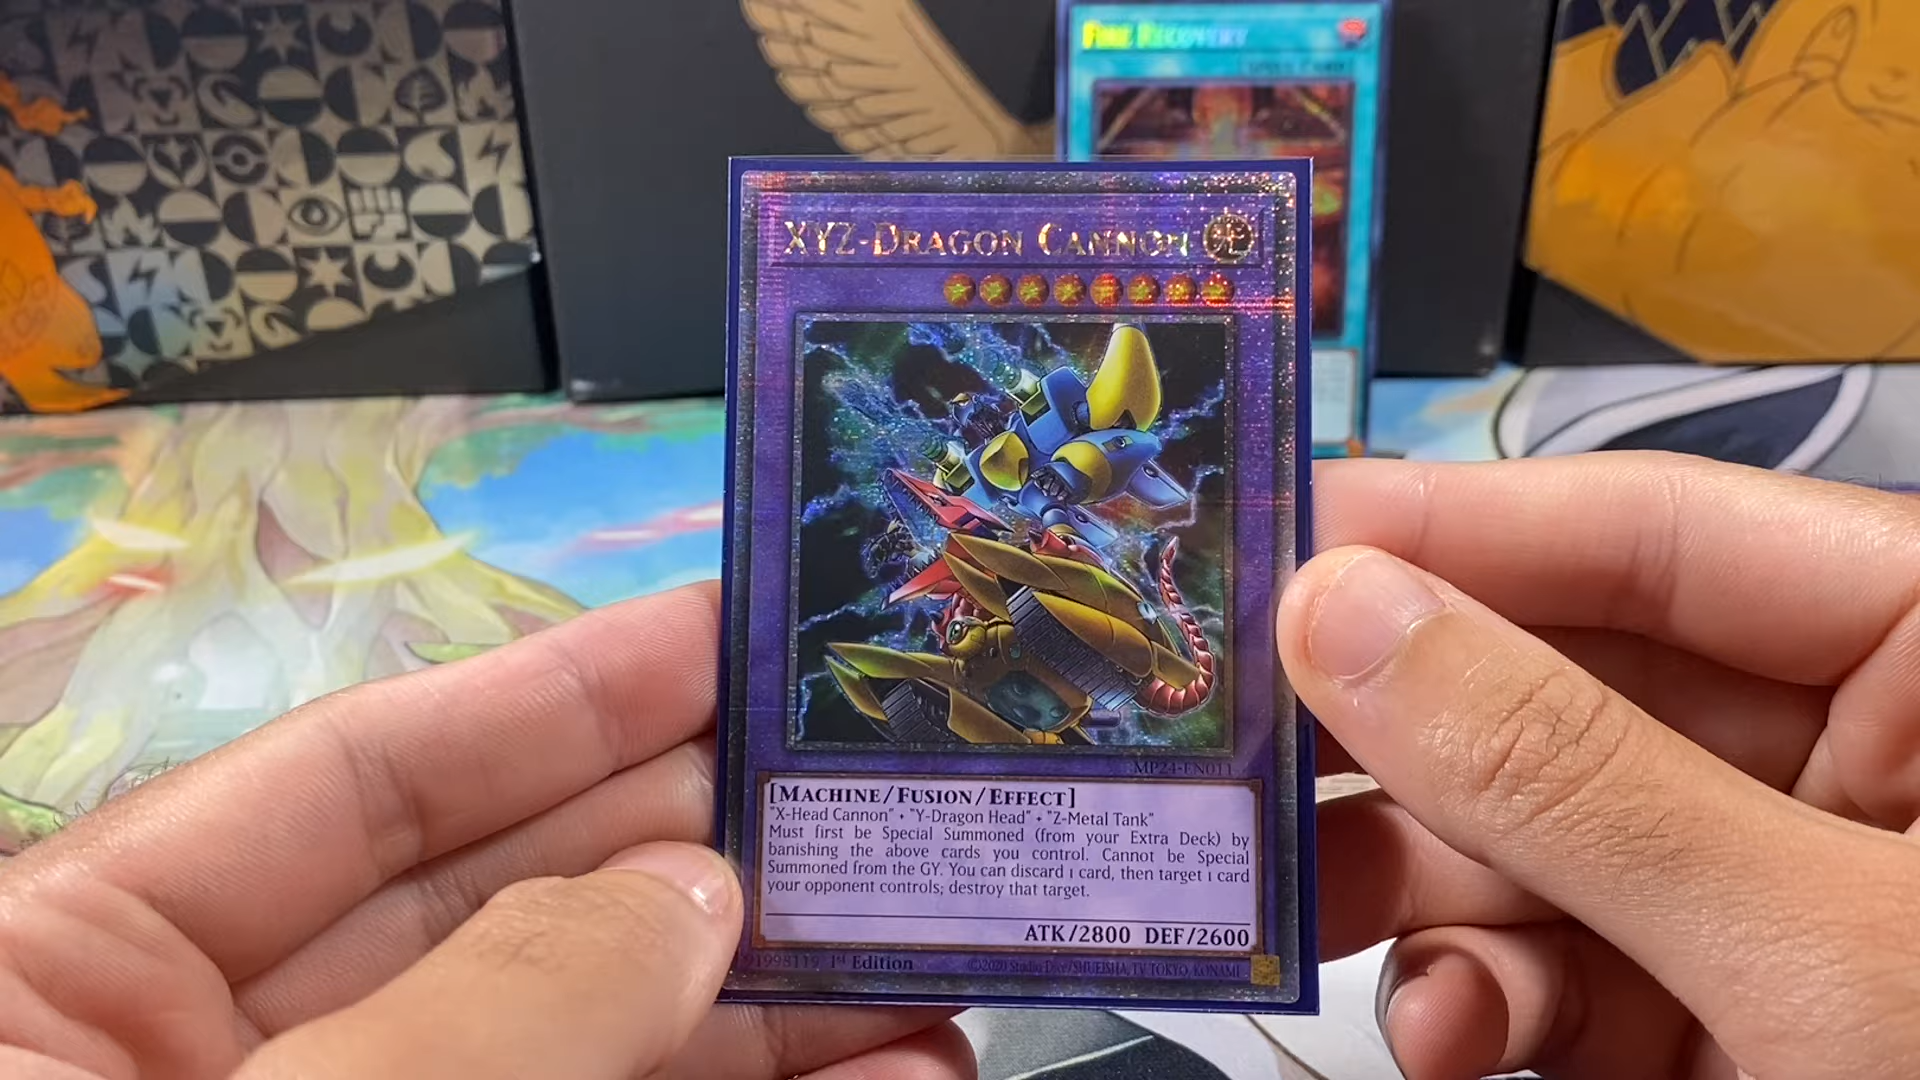 FIRE RECOVERY
XYZ-DRAGON CANNON
MP24-EN011
[MACHINE/FUSION/EFFECT]
"X-Head Cannon" + "Y-Dragon Head" + "Z-Metal Tank"
Must first be Special Summoned (from your Extra Deck) by
banishing the above cards you control. Cannot be Special
Summoned from the GY. You can discard 1 card, then target 1 card
your opponent controls; destroy that target.
ATK/2800 DEF/2600
91998119 1st Edition ©2020 Studio Dice/SHUEISHA, TV TOKYO, KONAMI